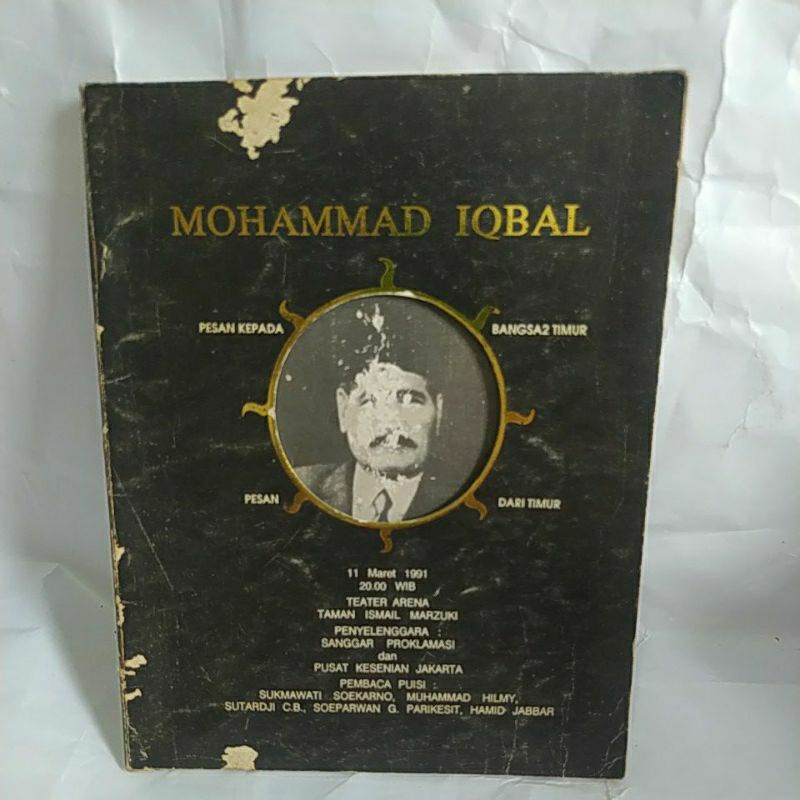 MOHAMMAD IQBAL
PESAN KEPADA
BANGSA2 TIMUR
PESAN
DARI TIMUR
11 Maret 1991
20.00 WIB
TEATER ARENA
TAMAN ISMAIL MARZUKI
PENYELENGGARA :
SANGGAR PROKLAMASI
dan
PUSAT KESENIAN JAKARTA
PEMBACA PUISI :
SUKMAWATI SOEKARNO, MUHAMMAD HILMY,
SUTARDJI C.B., SOEPARWAN G. PARIKESIT, HAMID JABBAR